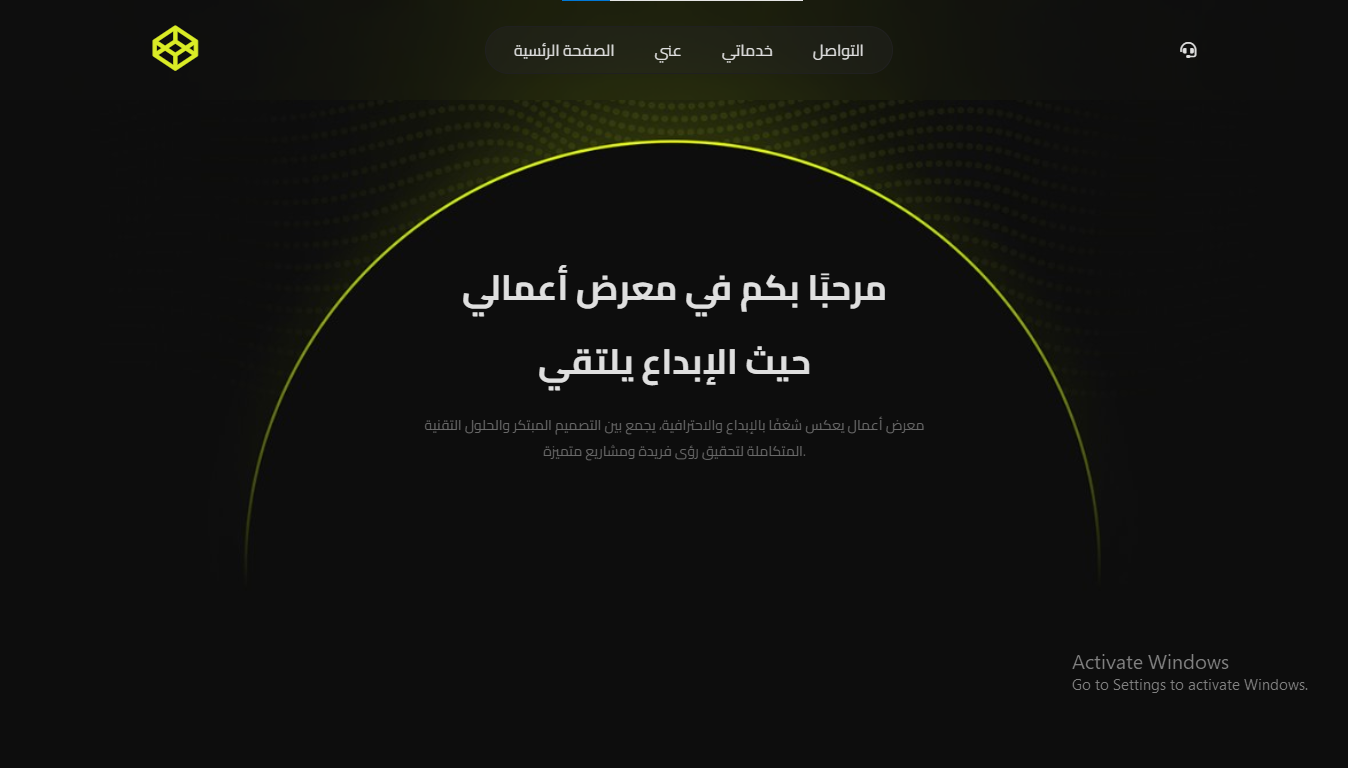 الصفحة الرئسية
عني
خدماتي
التواصل
مرحبًا بكم في معرض أعمالي
حيث الإبداع يلتقي
معرض أعمال يعكس شغفًا بالإبداع والاحترافية، يجمع بين التصميم المبتكر والحلول التقنية
المتكاملة لتحقيق رؤى فريدة ومشاريع متميزة.
Activate Windows
Go to Settings to activate Windows.